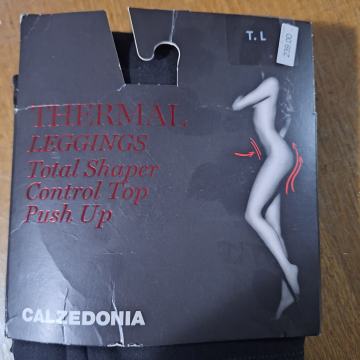 T. L
239.00
THERMAL
LEGGINGS
Total Shaper
Control Top
Push Up
CALZEDONIA